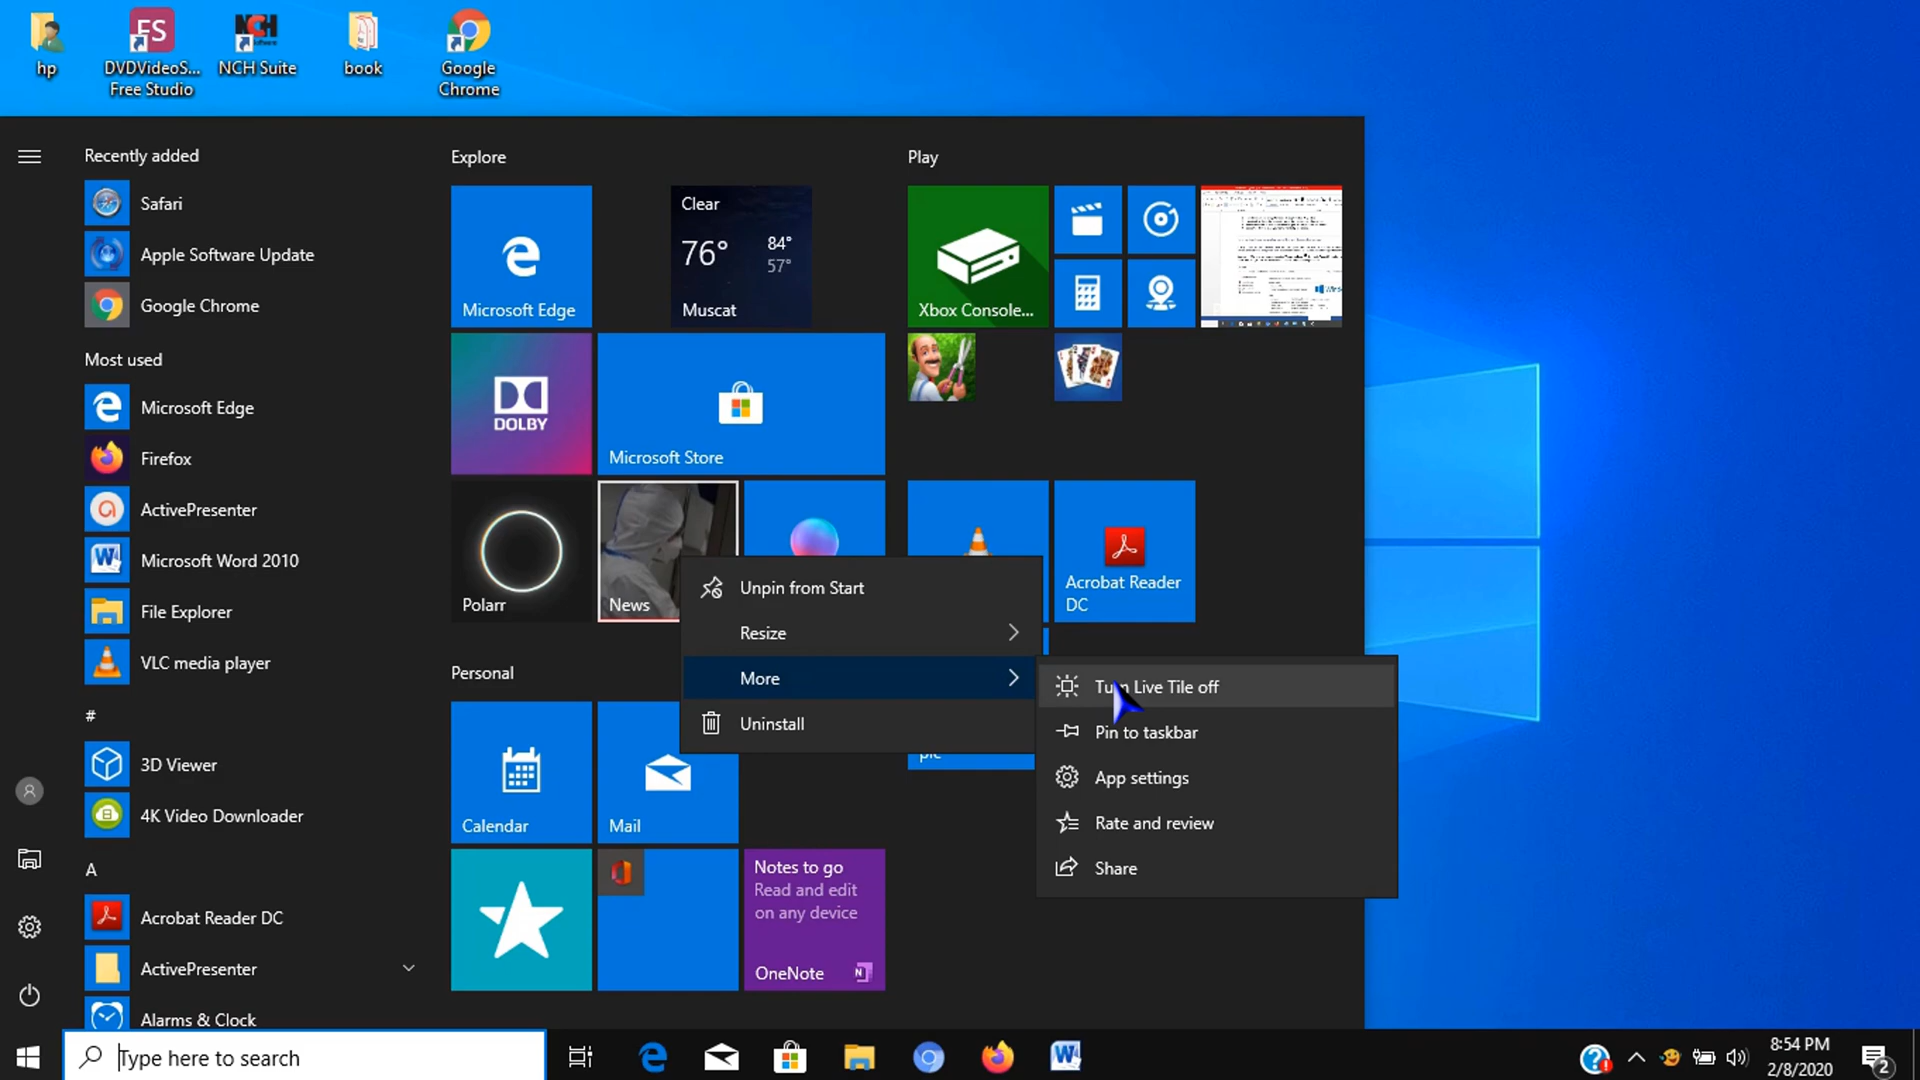 hp
DVDVideoS...
Free Studio
NCH Suite
book
Google
Chrome
Recently added
Safari
Apple Software Update
Google Chrome
Most used
Microsoft Edge
Firefox
ActivePresenter
Microsoft Word 2010
File Explorer
VLC media player
#
3D Viewer
4K Video Downloader
A
Acrobat Reader DC
ActivePresenter
Alarms & Clock
Explore
Microsoft Edge
Clear
76°
84°
57°
Muscat
DOLBY
Microsoft Store
Polarr
News
Personal
Calendar
Mail
Notes to go
Read and edit
on any device
OneNote
Play
Xbox Console...
Acrobat Reader
DC
pic
Unpin from Start
Resize
More
Uninstall
Turn Live Tile off
Pin to taskbar
App settings
Rate and review
Share
Type here to search
8:54 PM
2/8/2020
2